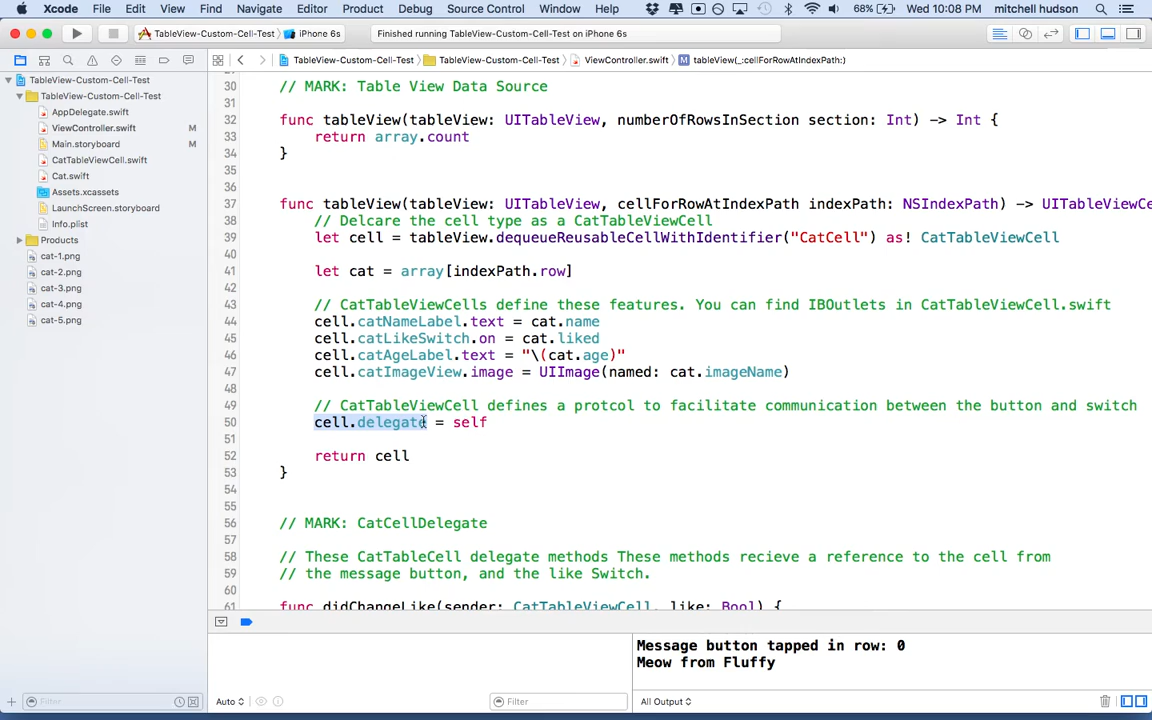 Xcode File Edit View Find Navigate Editor Product Debug Source Control Window Help 68% Wed 10:08 PM mitchell hudson
TableView-Custom-Cell-Test iPhone 6s Finished running TableView-Custom-Cell-Test on iPhone 6s
TableView-Custom-Cell-Test TableView-Custom-Cell-Test ViewController.swift M tableView(_:cellForRowAtIndexPath:)
TableView-Custom-Cell-Test
TableView-Custom-Cell-Test
AppDelegate.swift
ViewController.swift M
Main.storyboard M
CatTableViewCell.swift
Cat.swift
Assets.xcassets
LaunchScreen.storyboard
Info.plist
Products
cat-1.png
cat-2.png
cat-3.png
cat-4.png
cat-5.png
Filter
30 // MARK: Table View Data Source
31
32 func tableView(tableView: UITableView, numberOfRowsInSection section: Int) -> Int {
33 return array.count
34 }
35
36
37 func tableView(tableView: UITableView, cellForRowAtIndexPath indexPath: NSIndexPath) -> UITableViewCe
38 // Delcare the cell type as a CatTableViewCell
39 let cell = tableView.dequeueReusableCellWithIdentifier("CatCell") as! CatTableViewCell
40
41 let cat = array[indexPath.row]
42
43 // CatTableViewCells define these features. You can find IBOutlets in CatTableViewCell.swift
44 cell.catNameLabel.text = cat.name
45 cell.catLikeSwitch.on = cat.liked
46 cell.catAgeLabel.text = "\(cat.age)"
47 cell.catImageView.image = UIImage(named: cat.imageName)
48
49 // CatTableViewCell defines a protcol to facilitate communication between the button and switch
50 cell.delegate = self
51
52 return cell
53 }
54
55
56 // MARK: CatCellDelegate
57
58 // These CatTableCell delegate methods These methods recieve a reference to the cell from
59 // the message button, and the like Switch.
60
61 func didChangeLike(sender: CatTableViewCell, like: Bool) {
Message button tapped in row: 0
Meow from Fluffy
Auto Filter All Output